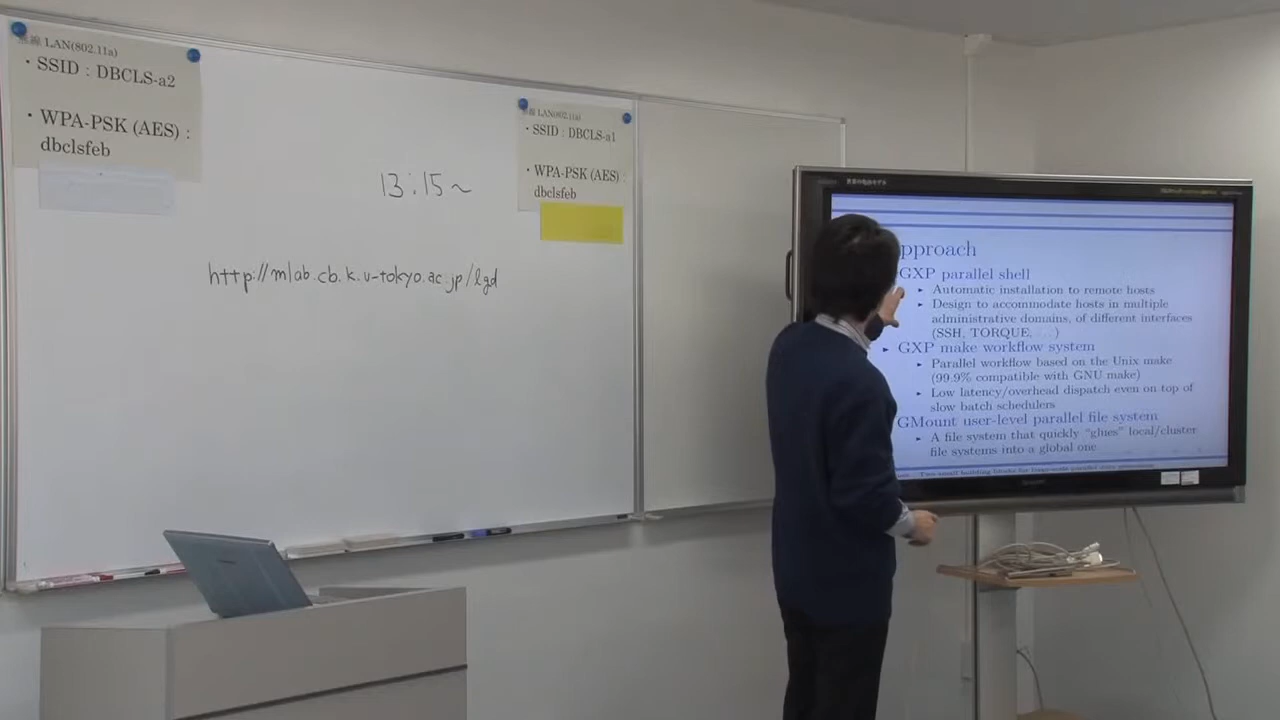 無線 LAN(802.11a)
・SSID : DBCLS-a2
・WPA-PSK (AES) :
dbclsfeb
無線 LAN(802.11a)
・SSID : DBCLS-a1
・WPA-PSK (AES) :
dbclsfeb
13:15~
http://mlab.cb.k.u-tokyo.ac.jp/lgd
pproach
GXP parallel shell
▸ Automatic installation to remote hosts
▸ Design to accommodate hosts in multiple
administrative domains, of different interfaces
(SSH, TORQUE, ...)
▸ GXP make workflow system
▸ Parallel workflow based on the Unix make
(99.9% compatible with GNU make)
▸ Low latency/overhead dispatch even on top of
slow batch schedulers
GMount user-level parallel file system
▸ A file system that quickly "glues" local/cluster
file systems into a global one